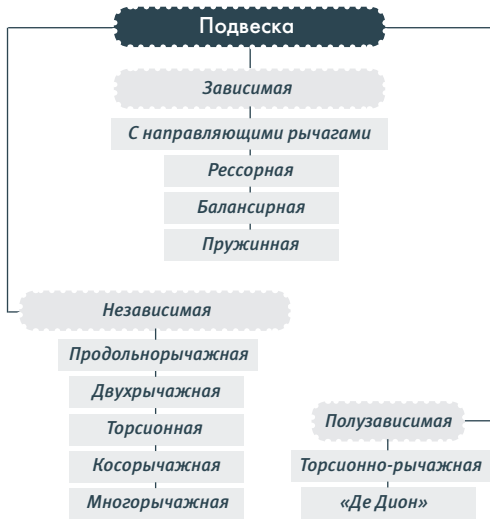 Подвеска
Зависимая
С направляющими рычагами
Рессорная
Балансирная
Пружинная
Независимая
Продольнорычажная
Двухрычажная
Торсионная
Косорычажная
Многорычажная
Полузависимая
Торсионно-рычажная
«Де Дион»